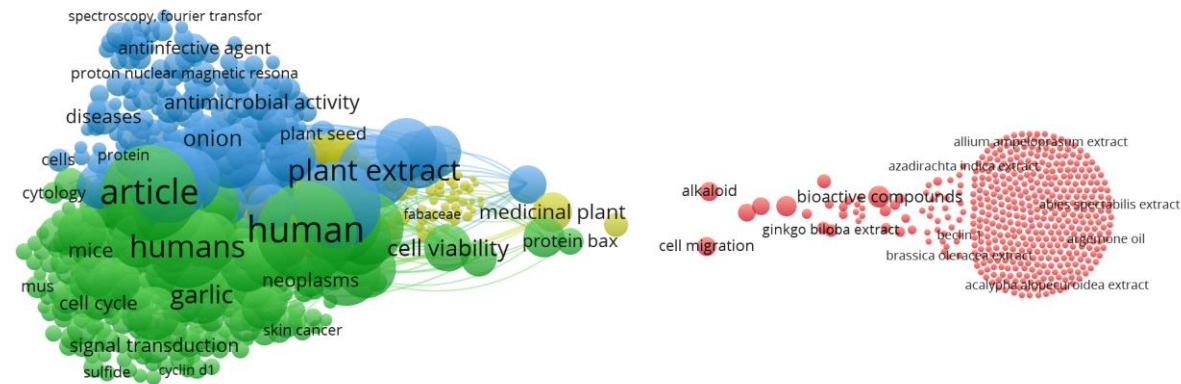 spectroscopy, fourier transfor
antiinfective agent
proton nuclear magnetic resona
antimicrobial activity
diseases
onion
plant seed
cells
protein
plant extract
cytology
article
fabaceae
medicinal plant
human
humans
mice
cell viability
protein bax
neoplasms
mus
cell cycle
garlic
skin cancer
signal transduction
sulfide
cyclin d1
allium ampeloprasum extract
azadirachta indica extract
alkaloid
bioactive compounds
abies spectabilis extract
ginkgo biloba extract
beclin 1
argemone oil
cell migration
brassica oleracea extract
acalypha alopecuroidea extract